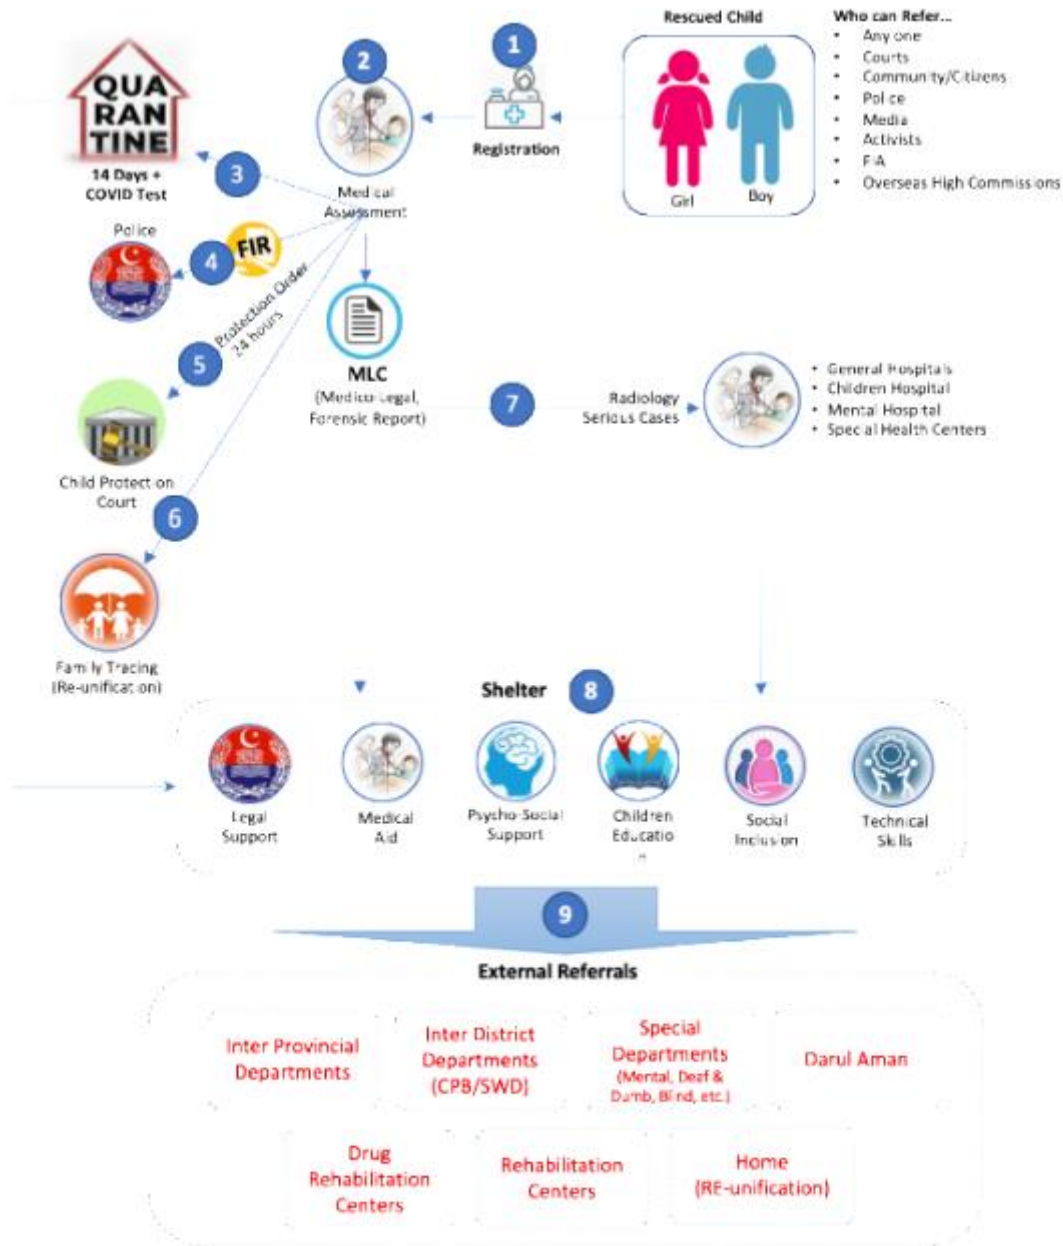 Rescued Child
Girl
Boy
Who can Refer...
• Any one
• Courts
• Community/Citizens
• Police
• Media
• Activists
• FIA
• Overseas High Commissions
1
Registration
2
Medical
Assessment
QUA
RAN
TINE
14 Days +
COVID Test
3
Police
4
FIR
Protection Order
24 hours
5
Child Protection
Court
6
Family Tracing
(Re-unification)
MLC
(Medico-Legal,
Forensic Report)
7
Radiology
Serious Cases
• General Hospitals
• Children Hospital
• Mental Hospital
• Special Health Centers
Shelter
8
Legal
Support
Medical
Aid
Psycho-Social
Support
Children
Educatio
n
Social
Inclusion
Technical
Skills
9
External Referrals
Inter Provincial
Departments
Inter District
Departments
(CPB/SWD)
Special
Departments
(Mental, Deaf &
Dumb, Blind, etc.)
Darul Aman
Drug
Rehabilitation
Centers
Rehabilitation
Centers
Home
(RE-unification)